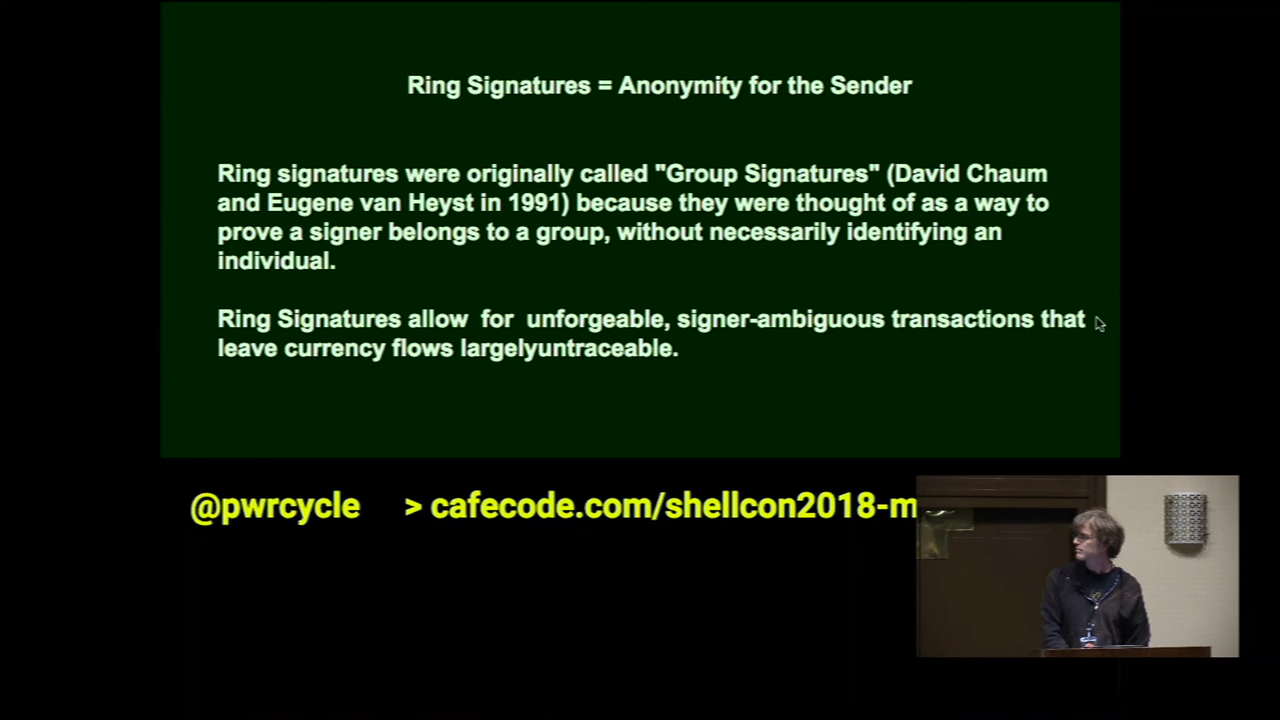 Ring Signatures = Anonymity for the Sender
Ring signatures were originally called "Group Signatures" (David Chaum
and Eugene van Heyst in 1991) because they were thought of as a way to
prove a signer belongs to a group, without necessarily identifying an
individual.
Ring Signatures allow for unforgeable, signer-ambiguous transactions that
leave currency flows largelyuntraceable.
@pwrcycle > cafecode.com/shellcon2018-m